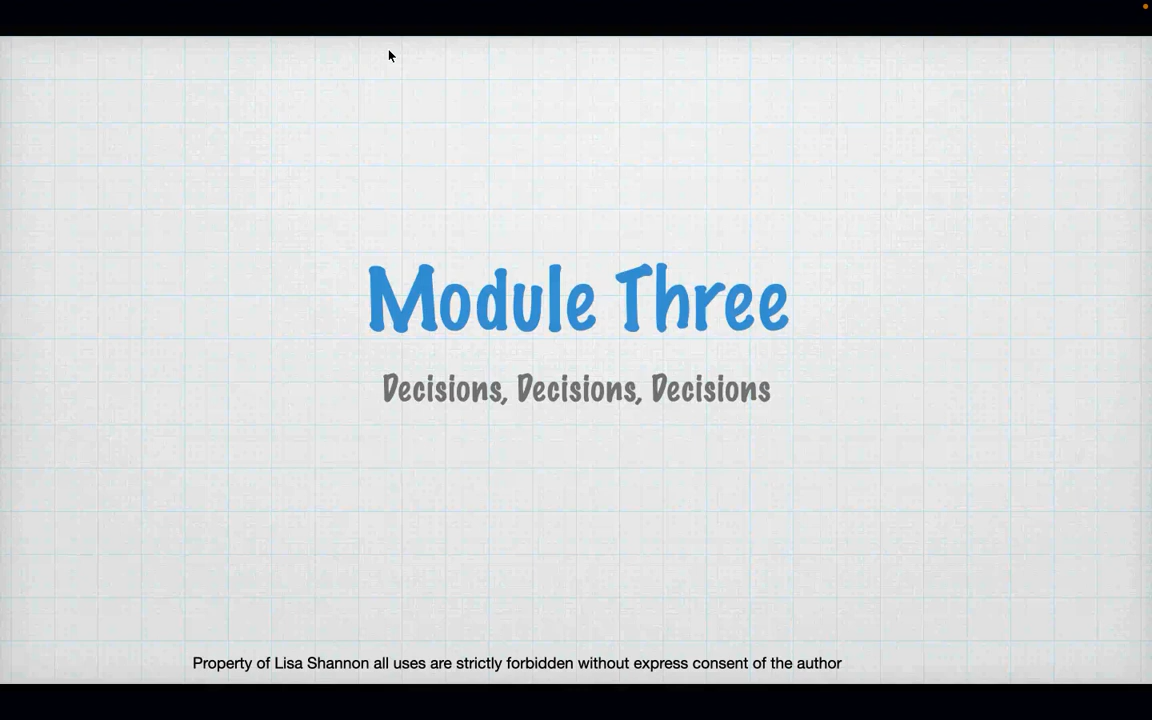 Module Three
Decisions, Decisions, Decisions
Property of Lisa Shannon all uses are strictly forbidden without express consent of the author